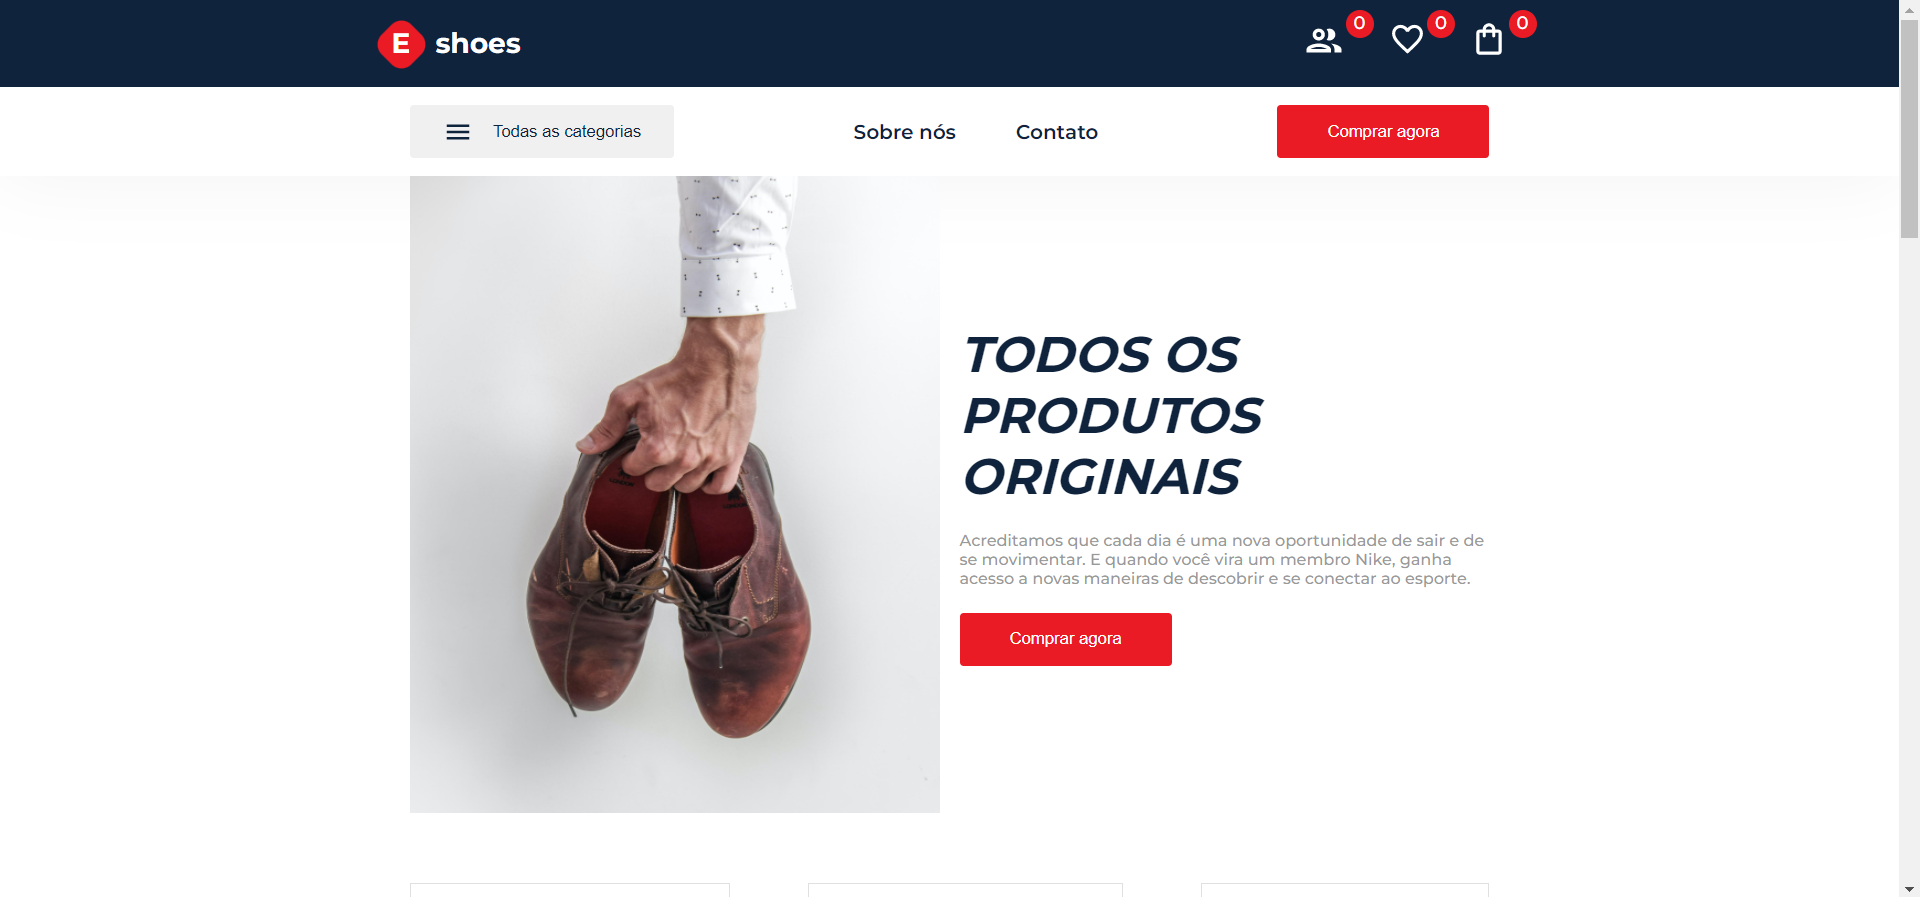 E shoes
0
0
0
Todas as categorias
Sobre nós
Contato
Comprar agora
TODOS OS
PRODUTOS
ORIGINAIS
Acreditamos que cada dia é uma nova oportunidade de sair e de
se movimentar. E quando você vira um membro Nike, ganha
acesso a novas maneiras de descobrir e se conectar ao esporte.
Comprar agora
LONDON